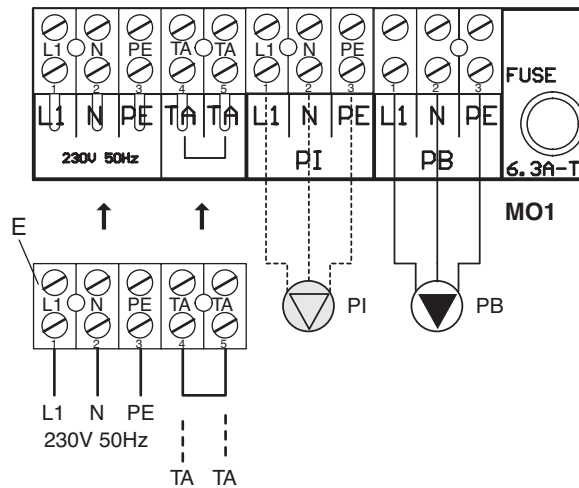 L1 N PE TA TA L1 N PE
1 2 3 4 5 1 2 3 1 2 3
L1 N PE TA TA L1 N PE L1 N PE
230V 50Hz PI PB
FUSE
6.3A-T
MO1
E
L1 N PE TA TA
1 2 3 4 5
PI
PB
L1 N PE
230V 50Hz
TA TA